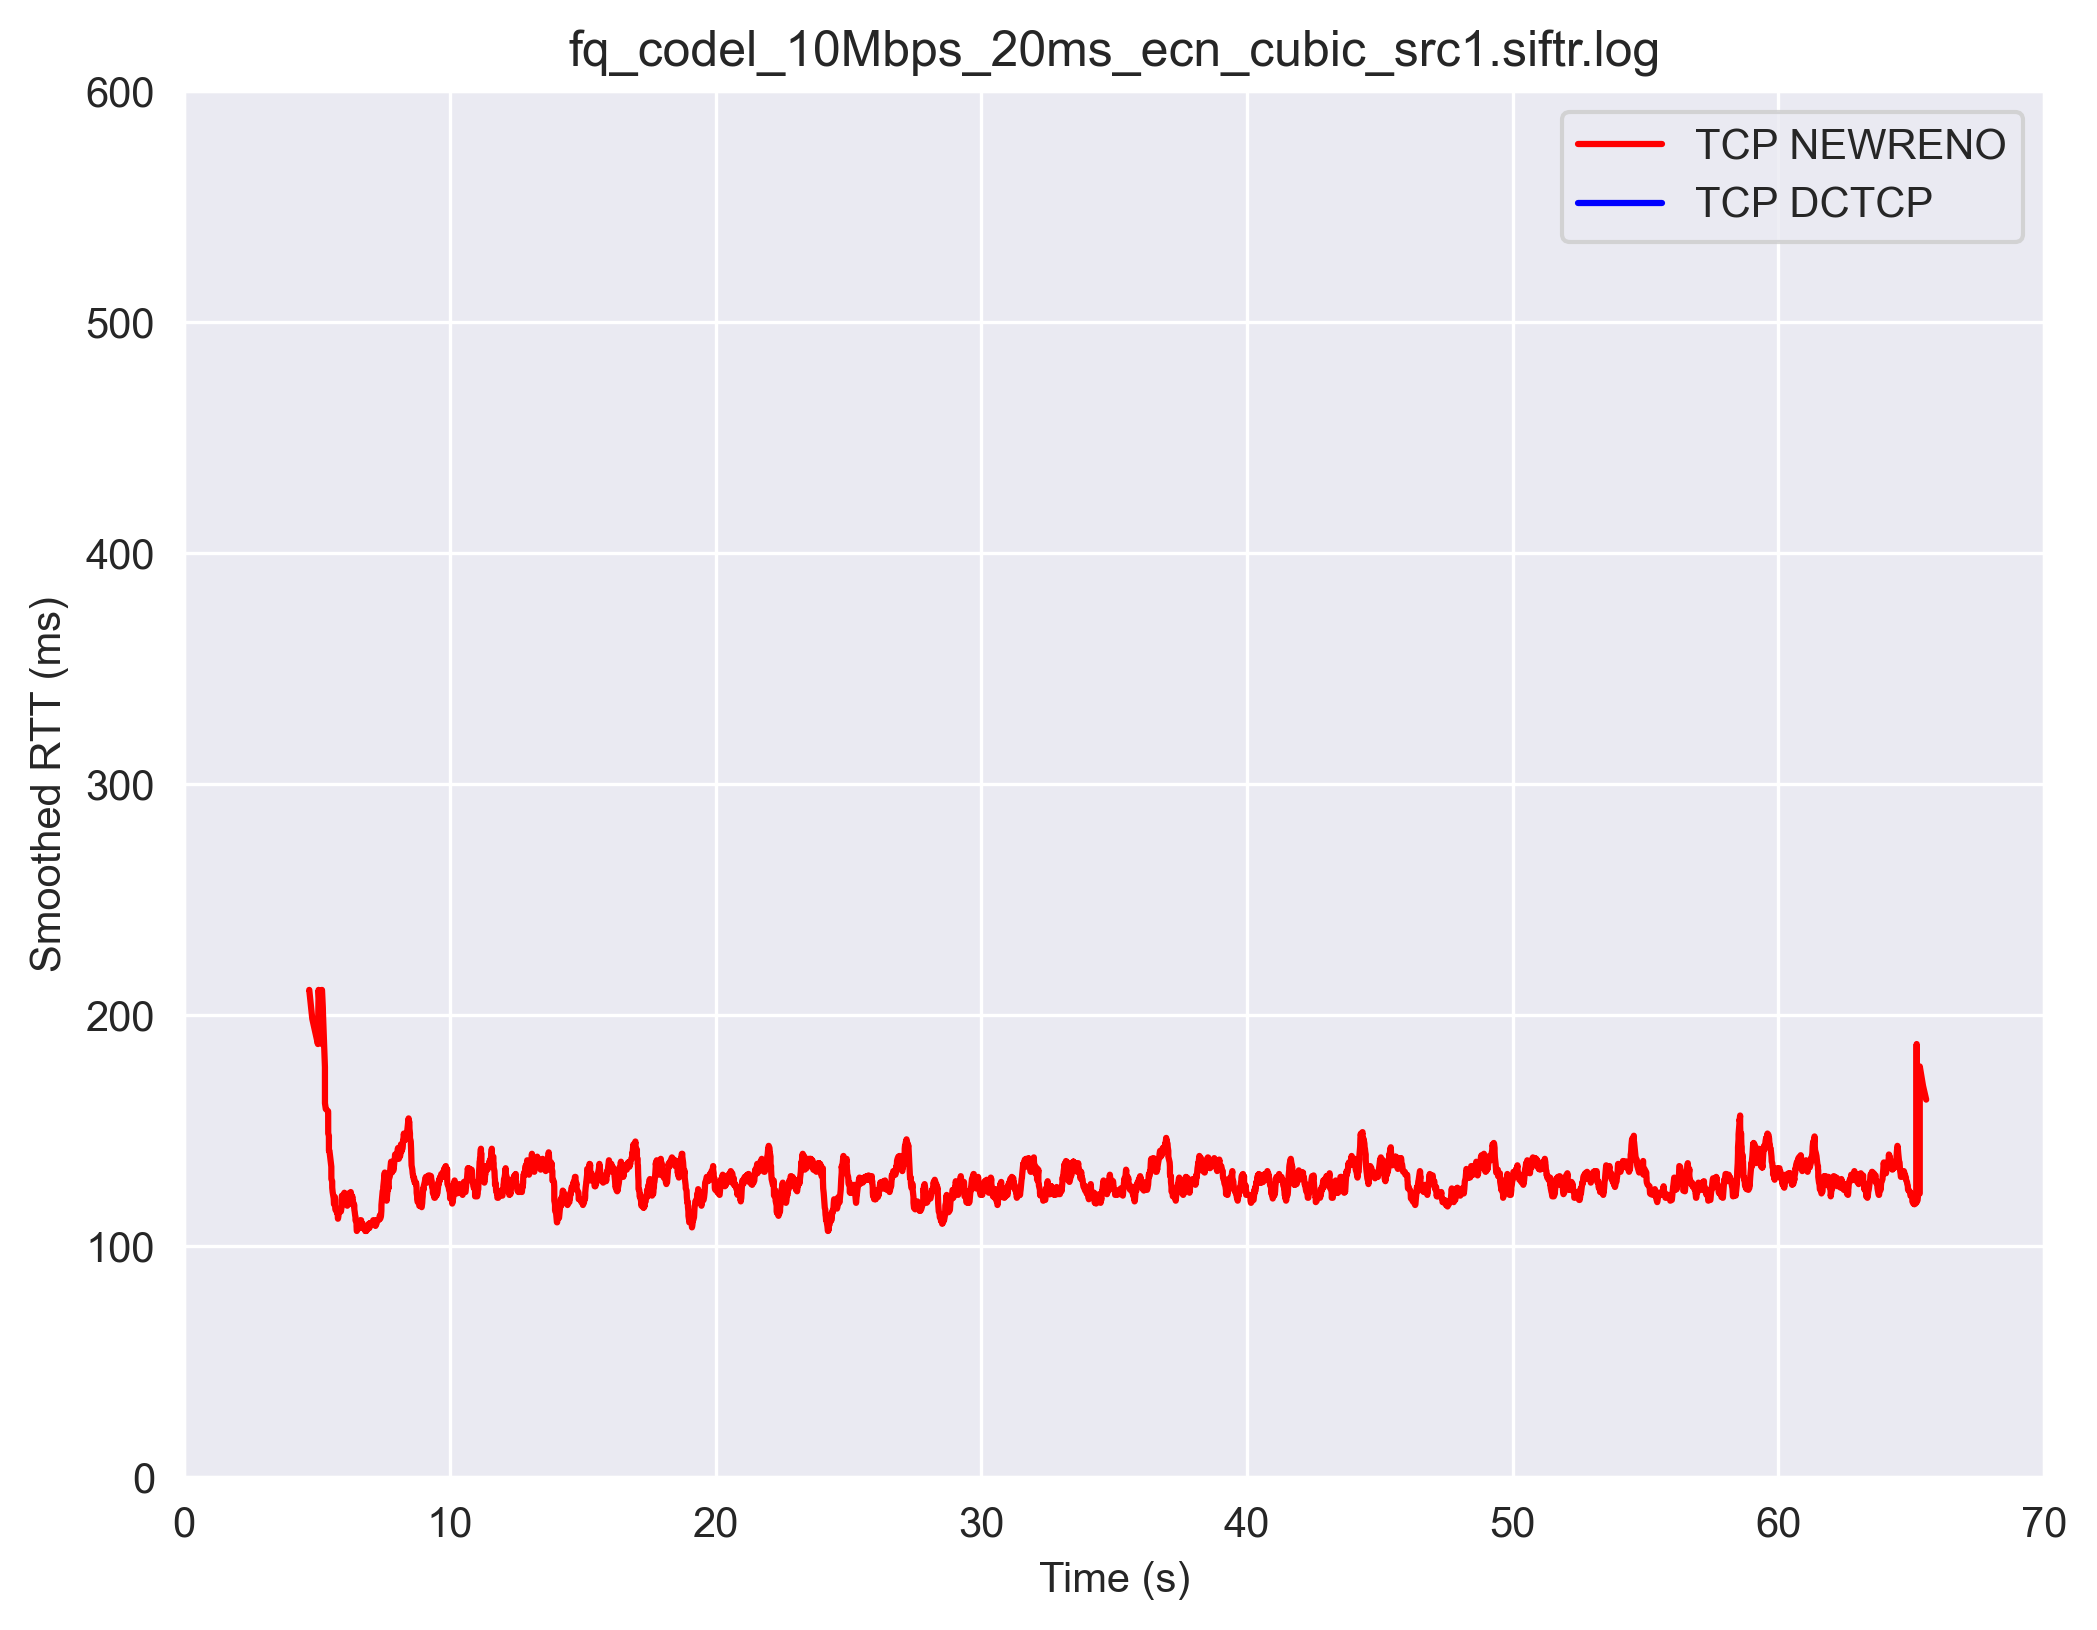 fq_codel_10Mbps_20ms_ecn_cubic_src1.siftr.log
TCP NEWRENO
TCP DCTCP
Smoothed RTT (ms)
600
500
400
300
200
100
0
0 10 20 30 40 50 60 70
Time (s)